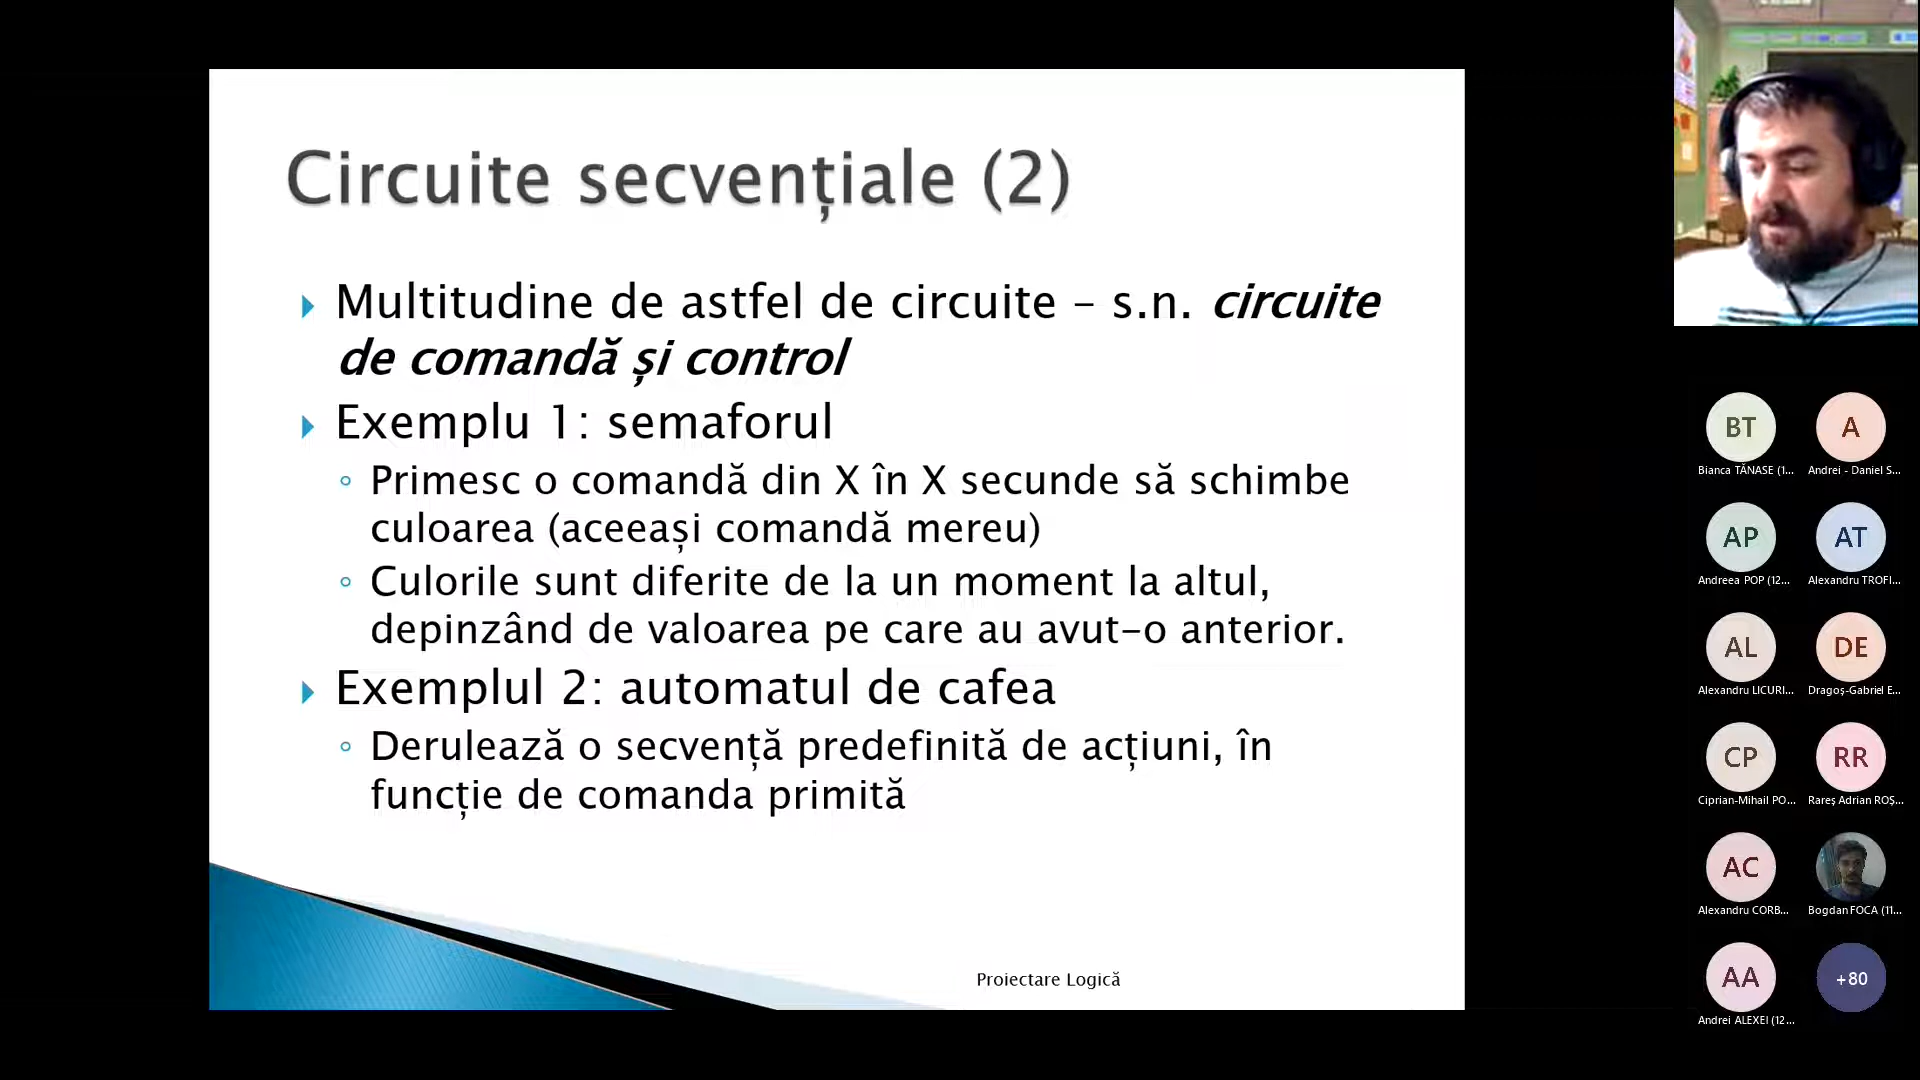 Circuite secvențiale (2)
Multitudine de astfel de circuite – s.n. circuite
de comandă și control
Exemplu 1: semaforul
Primesc o comandă din X în X secunde să schimbe
culoarea (aceeași comandă mereu)
Culorile sunt diferite de la un moment la altul,
depinzând de valoarea pe care au avut-o anterior.
Exemplul 2: automatul de cafea
Derulează o secvență predefinită de acțiuni, în
funcție de comanda primită
Proiectare Logică
BT
A
Bianca TĂNASE (1...
Andrei - Daniel S...
AP
AT
Andreea POP (12...
Alexandru TROFI...
AL
DE
Alexandru LICURI...
Dragoș-Gabriel E...
CP
RR
Ciprian-Mihail PO...
Rareș Adrian ROȘ...
AC
Alexandru CORB...
Bogdan FOCA (11...
AA
+80
Andrei ALEXEI (12...